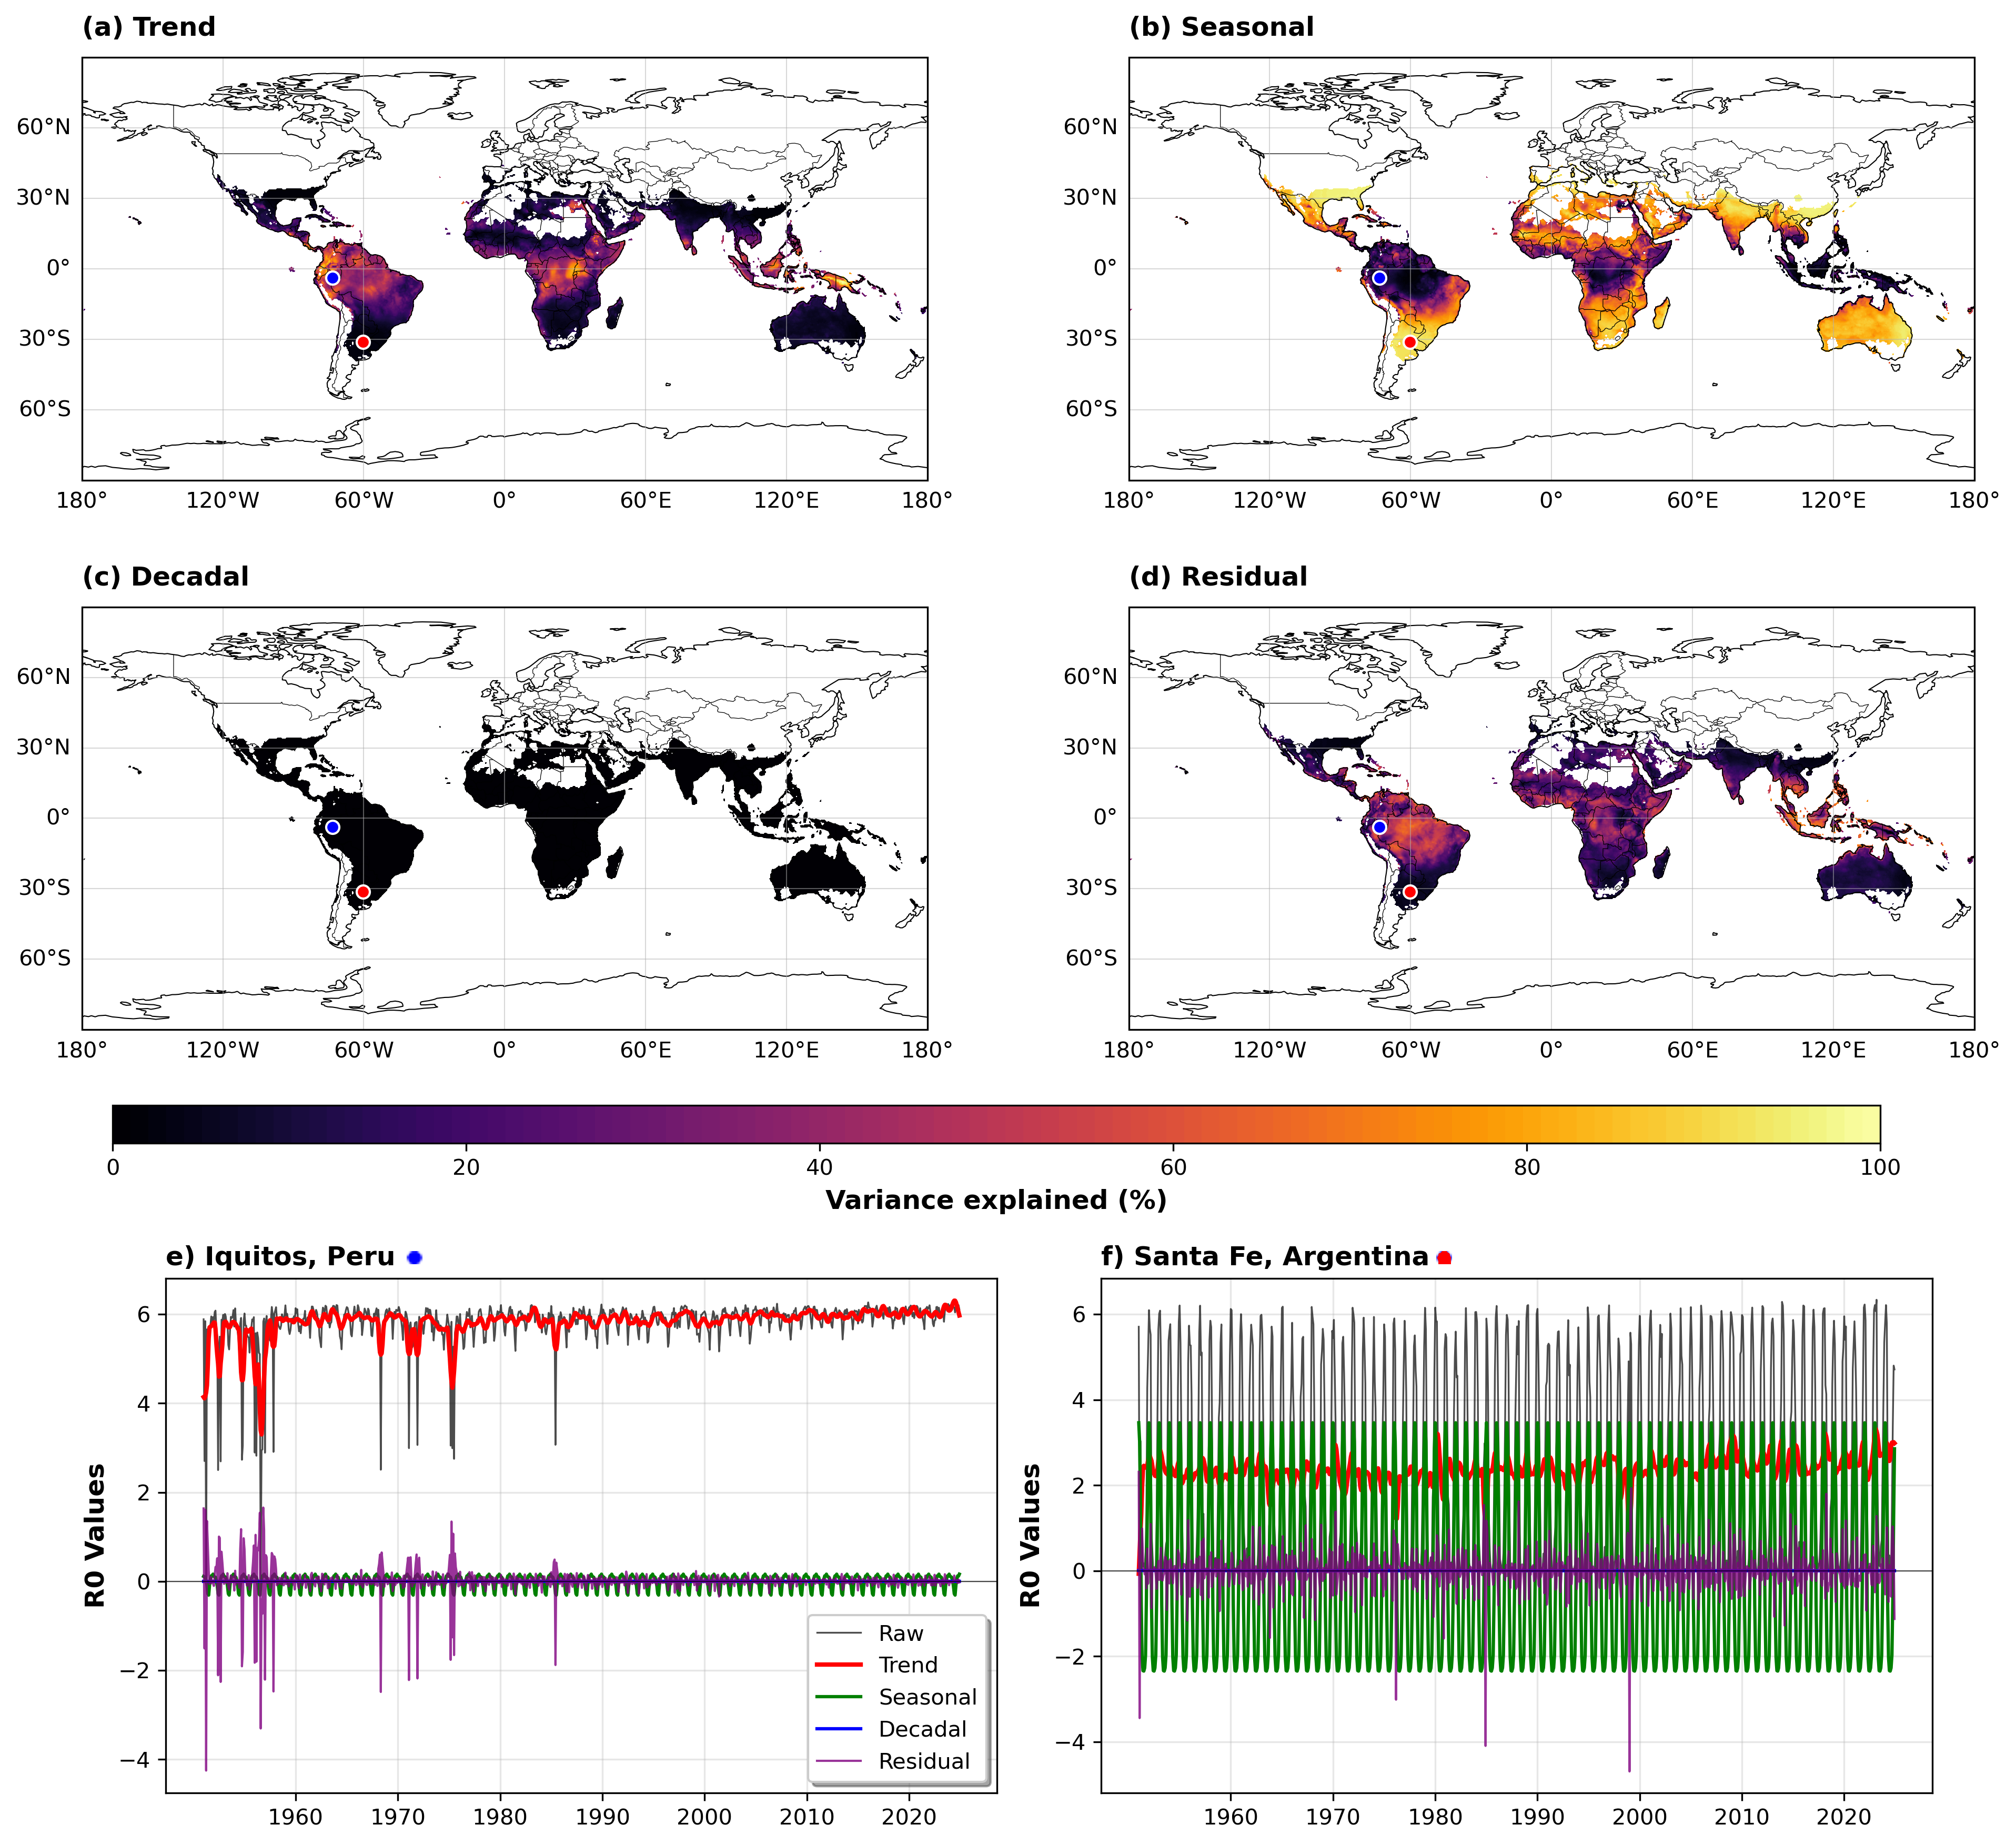 (a) Trend
60°N
30°N
0°
30°S
60°S
180° 120°W 60°W 0° 60°E 120°E 180°
(b) Seasonal
60°N
30°N
0°
30°S
60°S
180° 120°W 60°W 0° 60°E 120°E 180°
(c) Decadal
60°N
30°N
0°
30°S
60°S
180° 120°W 60°W 0° 60°E 120°E 180°
(d) Residual
60°N
30°N
0°
30°S
60°S
180° 120°W 60°W 0° 60°E 120°E 180°
0 20 40 60 80 100
Variance explained (%)
e) Iquitos, Peru
R0 Values
6
4
2
0
−2
−4
Raw
Trend
Seasonal
Decadal
Residual
1960 1970 1980 1990 2000 2010 2020
f) Santa Fe, Argentina
R0 Values
6
4
2
0
−2
−4
1960 1970 1980 1990 2000 2010 2020